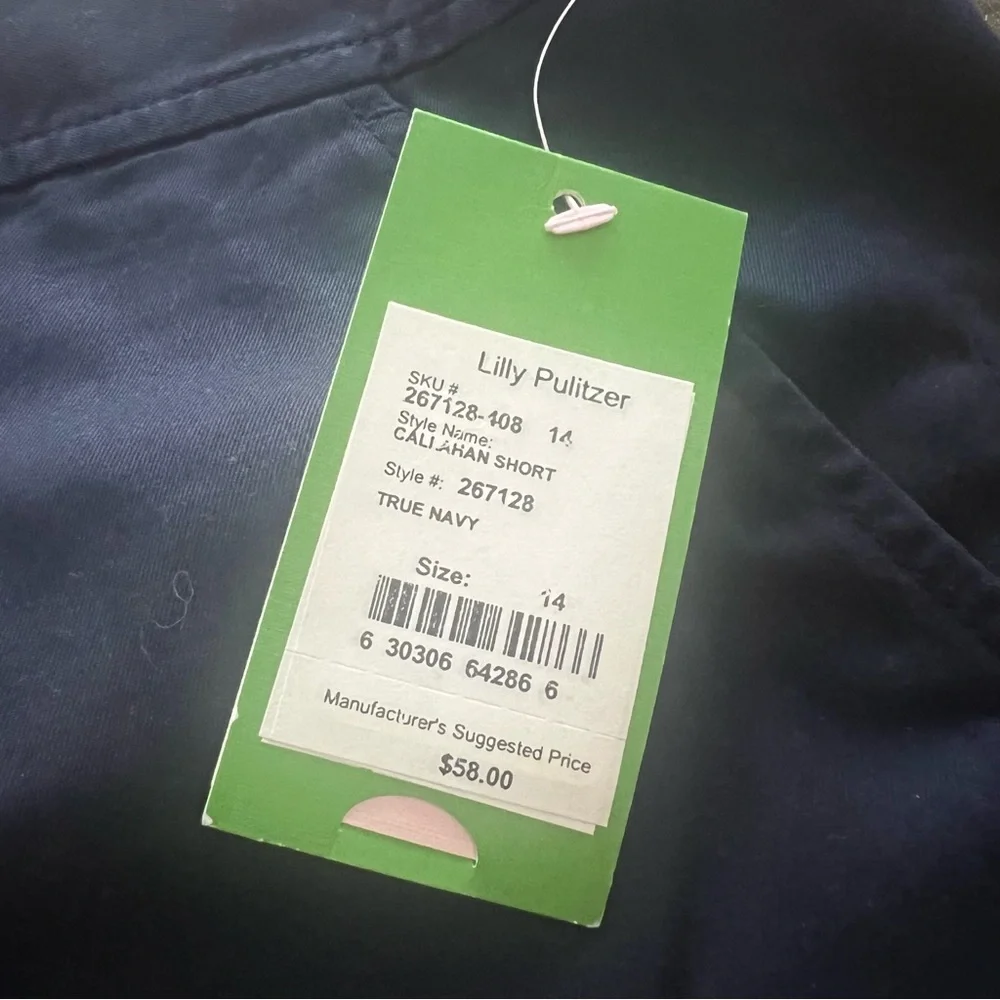 Lilly Pulitzer
SKU #
267128-408 14
Style Name:
CALLAHAN SHORT
Style #: 267128
TRUE NAVY
Size:
14
6 30306 64286 6
Manufacturer's Suggested Price
$58.00